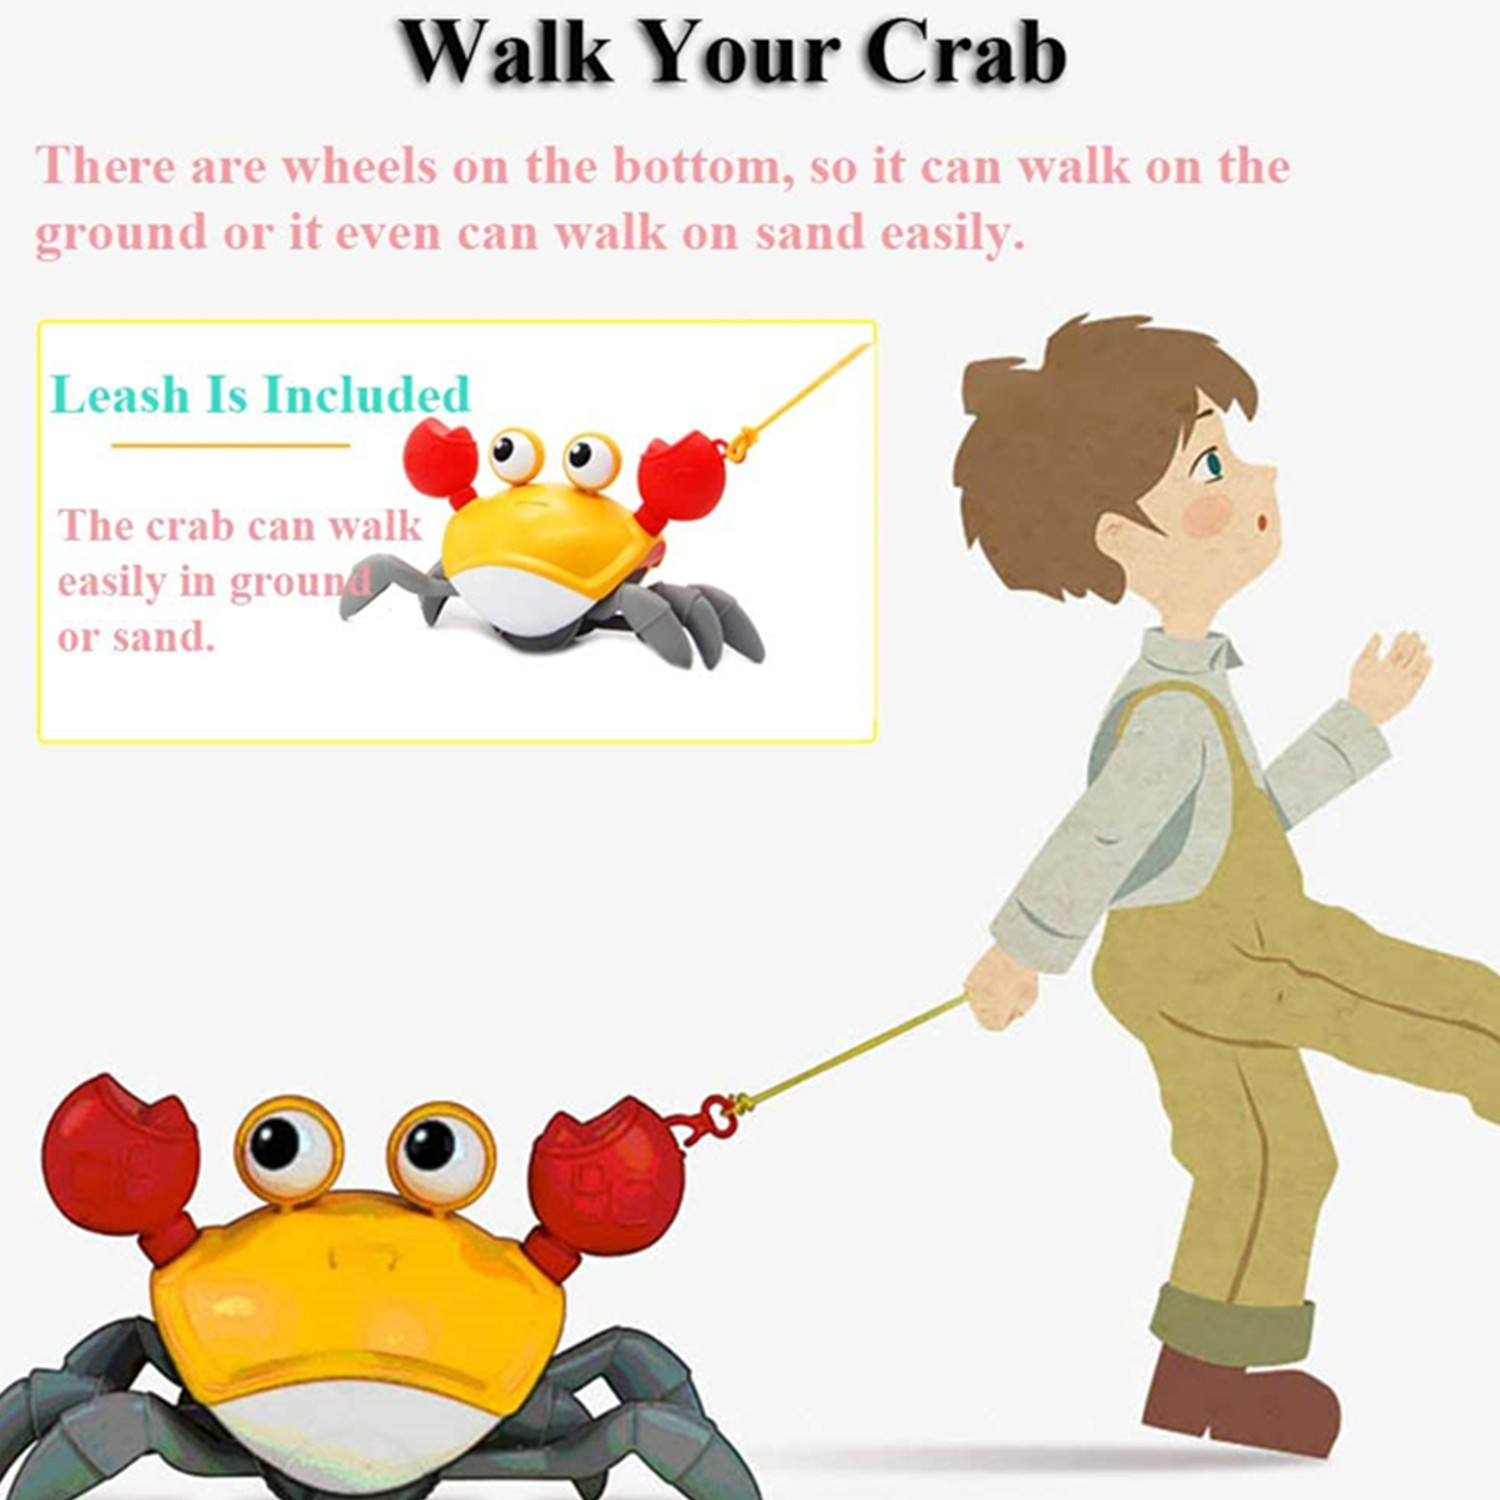 Walk Your Crab
There are wheels on the bottom, so it can walk on the
ground or it even can walk on sand easily.
Leash Is Included
The crab can walk
easily in ground
or sand.